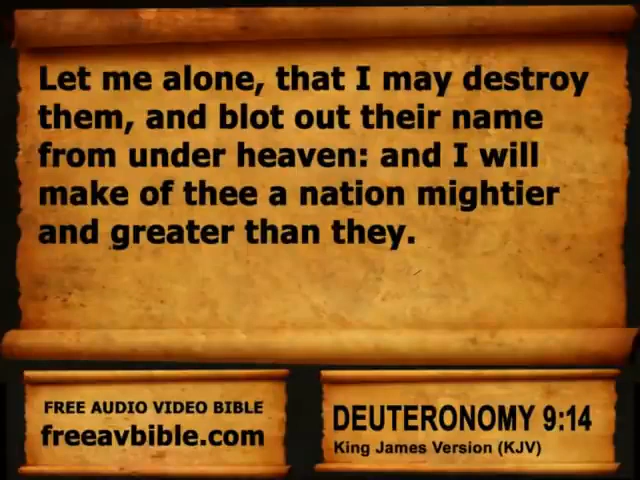 Let me alone, that I may destroy
them, and blot out their name
from under heaven: and I will
make of thee a nation mightier
and greater than they.
FREE AUDIO VIDEO BIBLE
freeavbible.com
DEUTERONOMY 9:14
King James Version (KJV)